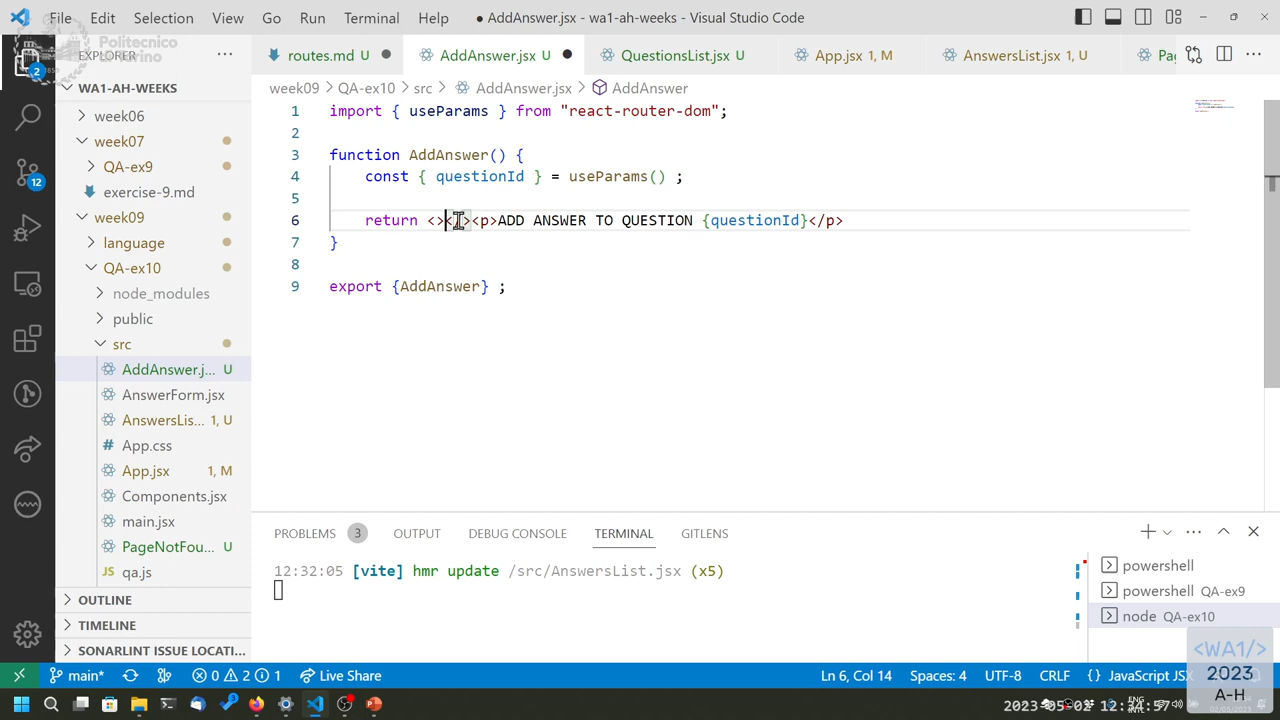 File Edit Selection View Go Run Terminal Help
● AddAnswer.jsx - wa1-ah-weeks - Visual Studio Code
Politecnico
EXPLORER
routes.md U
AddAnswer.jsx U
QuestionsList.jsx U
App.jsx 1, M
AnswersList.jsx 1, U
WA1-AH-WEEKS
week06
week07
QA-ex9
exercise-9.md
week09
language
QA-ex10
node_modules
public
src
AddAnswer.j... U
AnswerForm.jsx
AnswersLis... 1, U
App.css
App.jsx 1, M
Components.jsx
main.jsx
PageNotFou... U
JS qa.js
OUTLINE
TIMELINE
SONARLINT ISSUE LOCATI...
2
12
week09 > QA-ex10 > src > AddAnswer.jsx > AddAnswer
1 import { useParams } from "react-router-dom";
2
3 function AddAnswer() {
4 const { questionId } = useParams() ;
5
6 return <></><p>ADD ANSWER TO QUESTION {questionId}</p>
7 }
8
9 export {AddAnswer} ;
PROBLEMS 3 OUTPUT DEBUG CONSOLE TERMINAL GITLENS
12:32:05 [vite] hmr update /src/AnswersList.jsx (x5)
powershell
powershell QA-ex9
node QA-ex10
main* 0 2 1 Live Share
Ln 6, Col 14 Spaces: 4 UTF-8 CRLF {} JavaScript
<WA1/>
2023
A-H